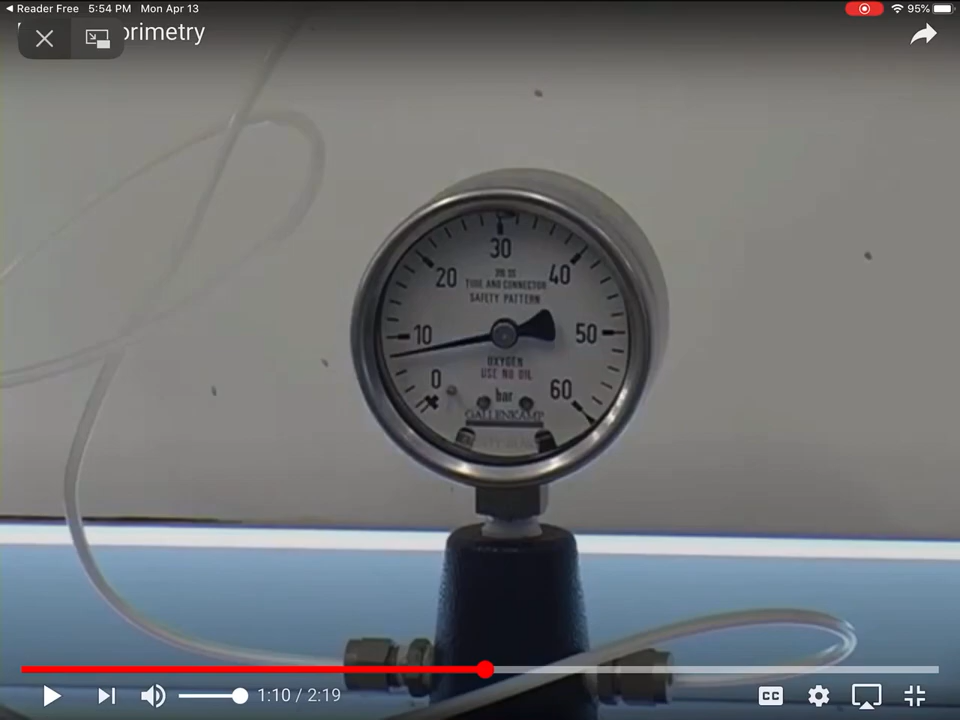 Reader Free 5:54 PM Mon Apr 13 95%
orimetry
30
20
40
TUBE AND CONNECTOR
SAFETY PATTERN
10
50
OXYGEN
USE NO OIL
0
60
bar
GALLENKAMP
1:10 / 2:19
CC